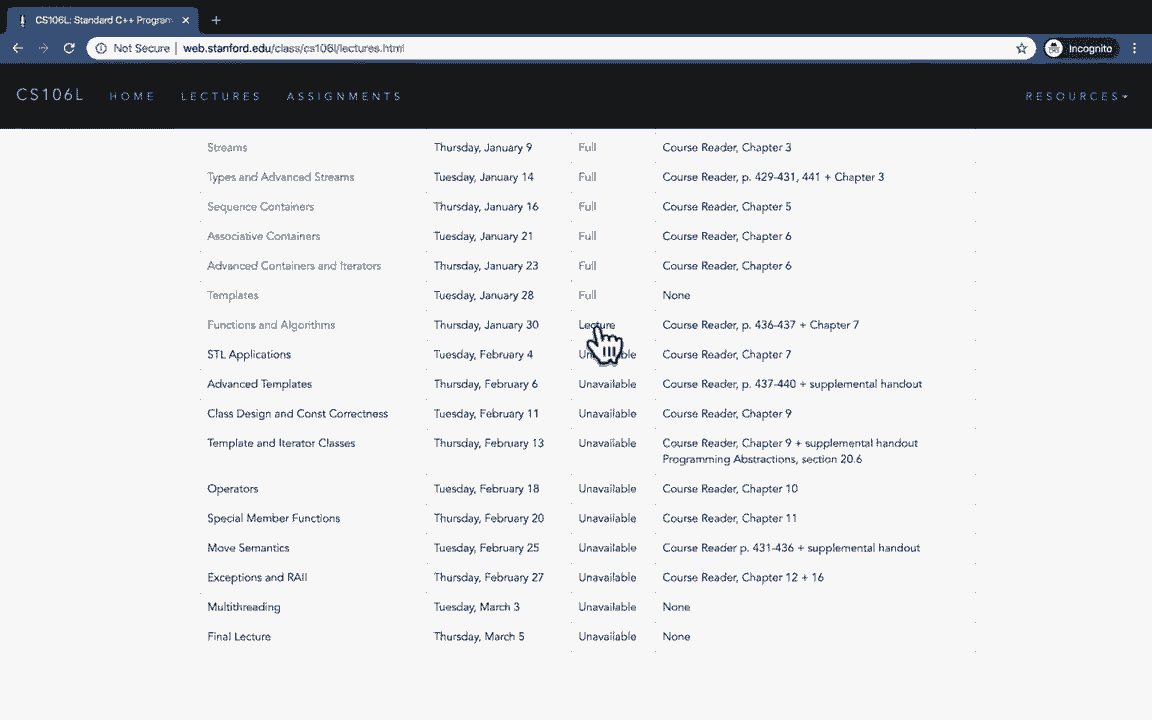 CS106L: Standard C++ Program
Not Secure | web.stanford.edu/class/cs106l/lectures.html
Incognito
CS106L HOME LECTURES ASSIGNMENTS RESOURCES
Streams Thursday, January 9 Full Course Reader, Chapter 3
Types and Advanced Streams Tuesday, January 14 Full Course Reader, p. 429-431, 441 + Chapter 3
Sequence Containers Thursday, January 16 Full Course Reader, Chapter 5
Associative Containers Tuesday, January 21 Full Course Reader, Chapter 6
Advanced Containers and Iterators Thursday, January 23 Full Course Reader, Chapter 6
Templates Tuesday, January 28 Full None
Functions and Algorithms Thursday, January 30 Lecture Course Reader, p. 436-437 + Chapter 7
STL Applications Tuesday, February 4 Course Reader, Chapter 7
Advanced Templates Thursday, February 6 Unavailable Course Reader, p. 437-440 + supplemental handout
Class Design and Const Correctness Tuesday, February 11 Unavailable Course Reader, Chapter 9
Template and Iterator Classes Thursday, February 13 Unavailable Course Reader, Chapter 9 + supplemental handout
Programming Abstractions, section 20.6
Operators Tuesday, February 18 Unavailable Course Reader, Chapter 10
Special Member Functions Thursday, February 20 Unavailable Course Reader, Chapter 11
Move Semantics Tuesday, February 25 Unavailable Course Reader p. 431-436 + supplemental handout
Exceptions and RAII Thursday, February 27 Unavailable Course Reader, Chapter 12 + 16
Multithreading Tuesday, March 3 Unavailable None
Final Lecture Thursday, March 5 Unavailable None